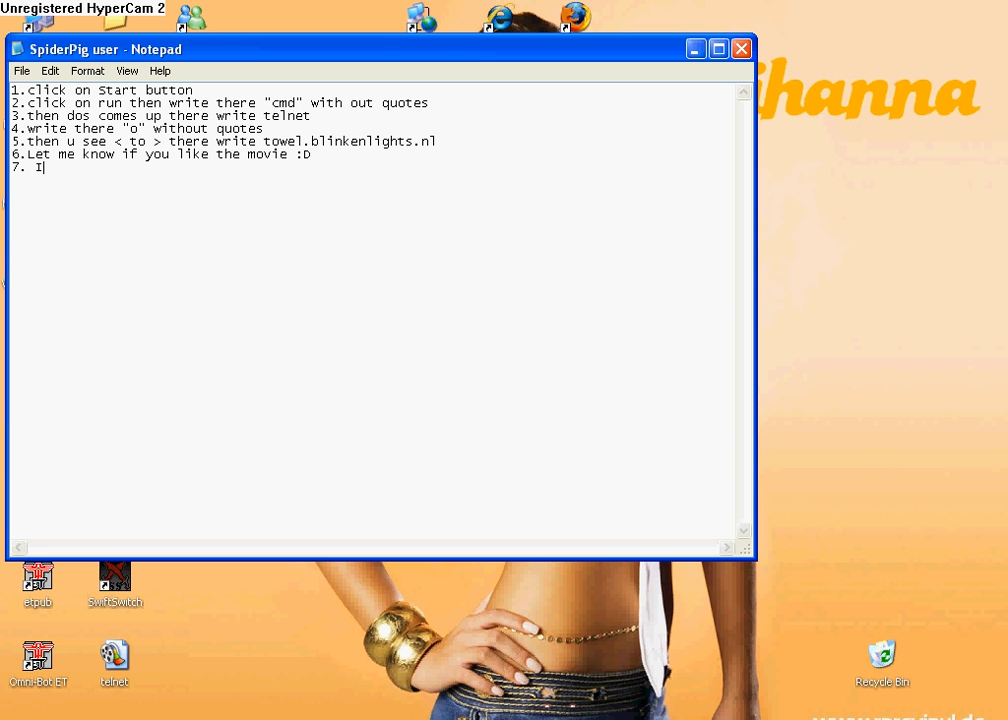 Unregistered HyperCam 2
SpiderPig user - Notepad
File Edit Format View Help
1.click on Start button
2.click on run then write there "cmd" with out quotes
3.then dos comes up there write telnet
4.write there "o" without quotes
5.then u see < to > there write towel.blinkenlights.nl
6.Let me know if you like the movie :D
7. I
ihanna
etpub
SwiftSwitch
Omni-Bot ET
telnet
Recycle Bin